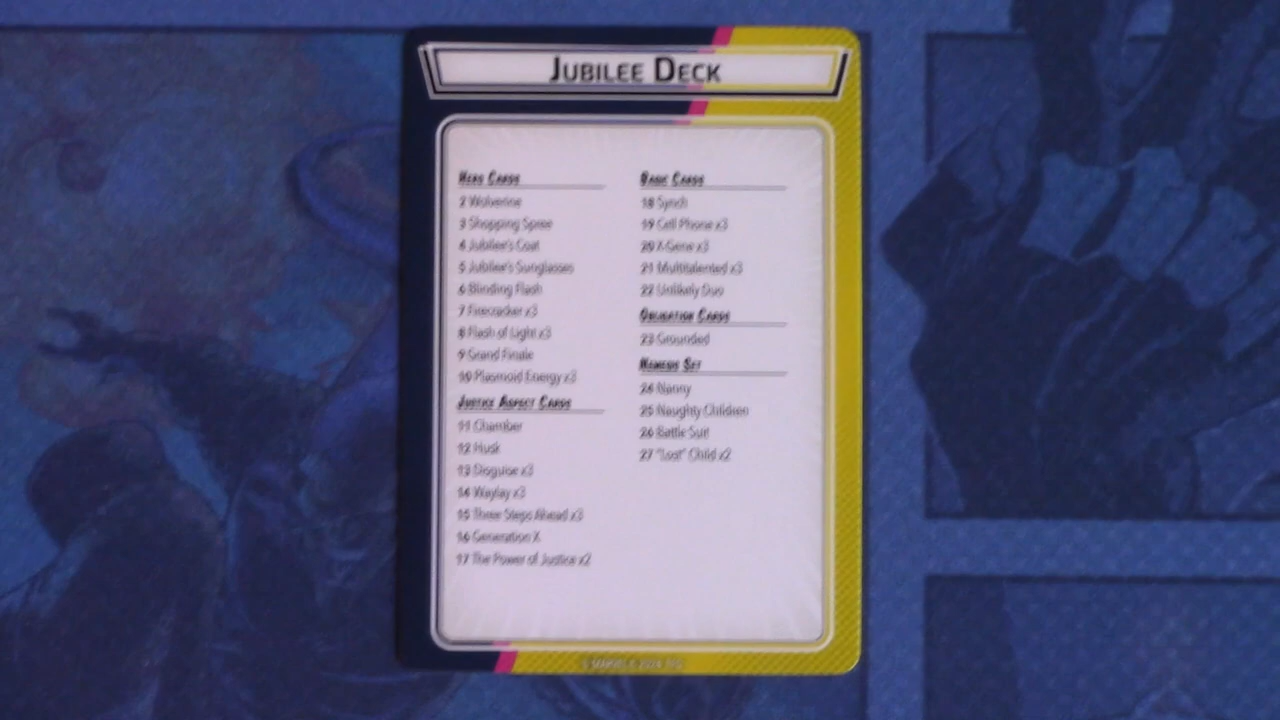 Jubilee Deck
Hero Cards
2 Wolverine
3 Shopping Spree
4 Jubilee's Coat
5 Jubilee's Sunglasses
6 Blinding Flash
7 Firecracker x3
8 Flash of Light x3
9 Grand Finale
10 Plasmoid Energy x3
Justice Aspect Cards
11 Chamber
12 Husk
13 Disguise x3
14 Waylay x3
15 Three Steps Ahead x3
16 Generation X
17 The Power of Justice x2
Basic Cards
18 Synch
19 Cell Phone x3
20 X-Gene x3
21 Multitalented x3
22 Unlikely Duo
Obligation Cards
23 Grounded
Nemesis Set
24 Nanny
25 Naughty Children
26 Battle Suit
27 "Lost" Child x2
© MARVEL © 2024 FFG